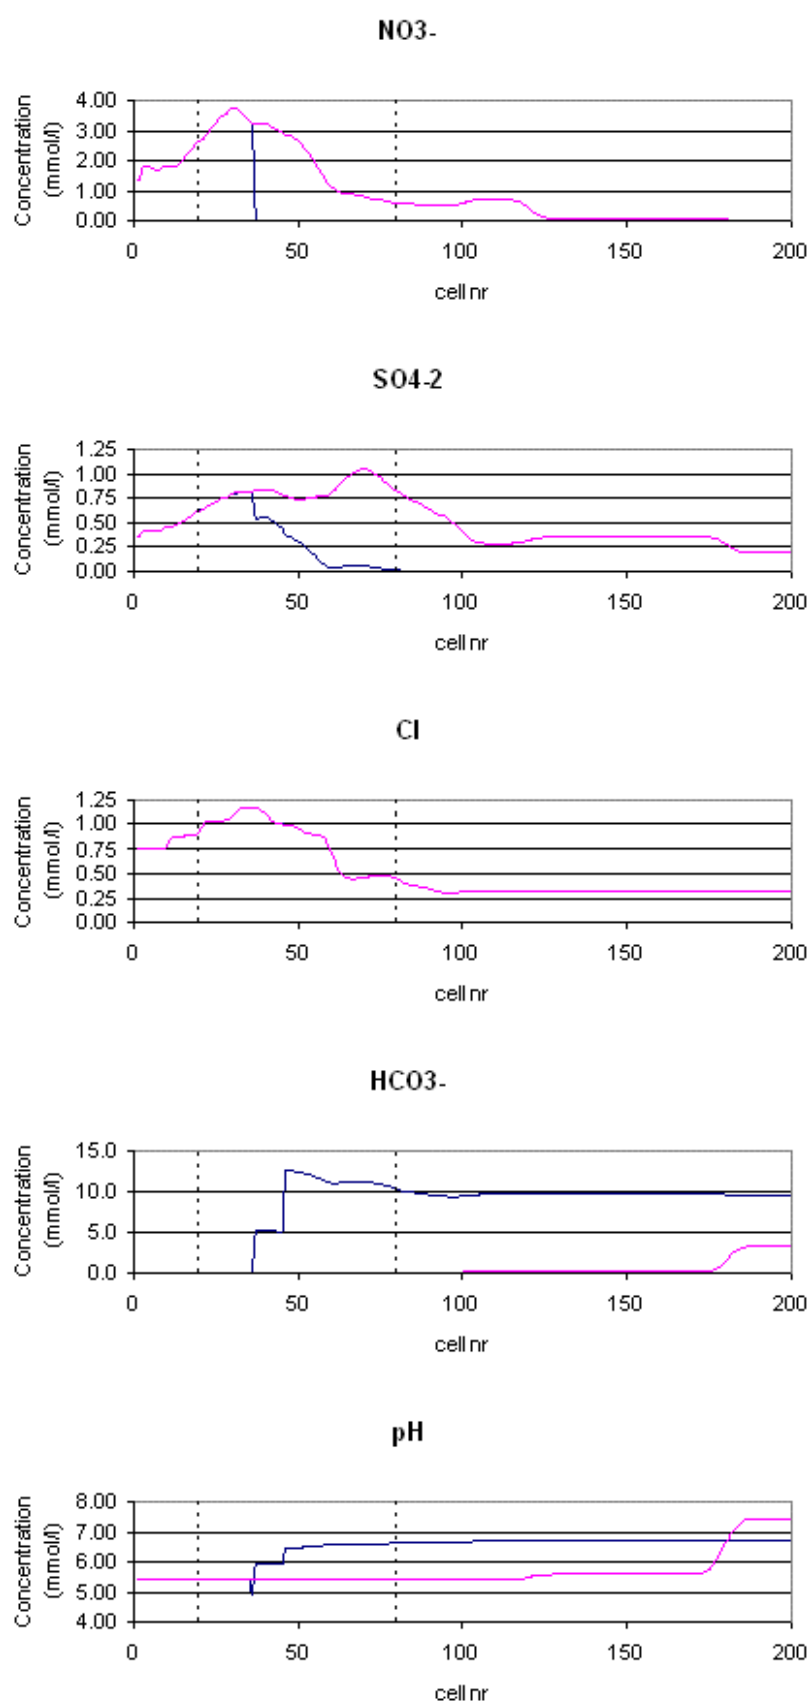 NO3-
4.00
3.00
2.00
1.00
0.00
Concentration
(mmol/l)
0 50 100 150 200
cell nr
SO4-2
1.25
1.00
0.75
0.50
0.25
0.00
Concentration
(mmol/l)
0 50 100 150 200
cell nr
Cl
1.25
1.00
0.75
0.50
0.25
0.00
Concentration
(mmol/l)
0 50 100 150 200
cell nr
HCO3-
15.0
10.0
5.0
0.0
Concentration
(mmol/l)
0 50 100 150 200
cell nr
pH
8.00
7.00
6.00
5.00
4.00
Concentration
(mmol/l)
0 50 100 150 200
cell nr